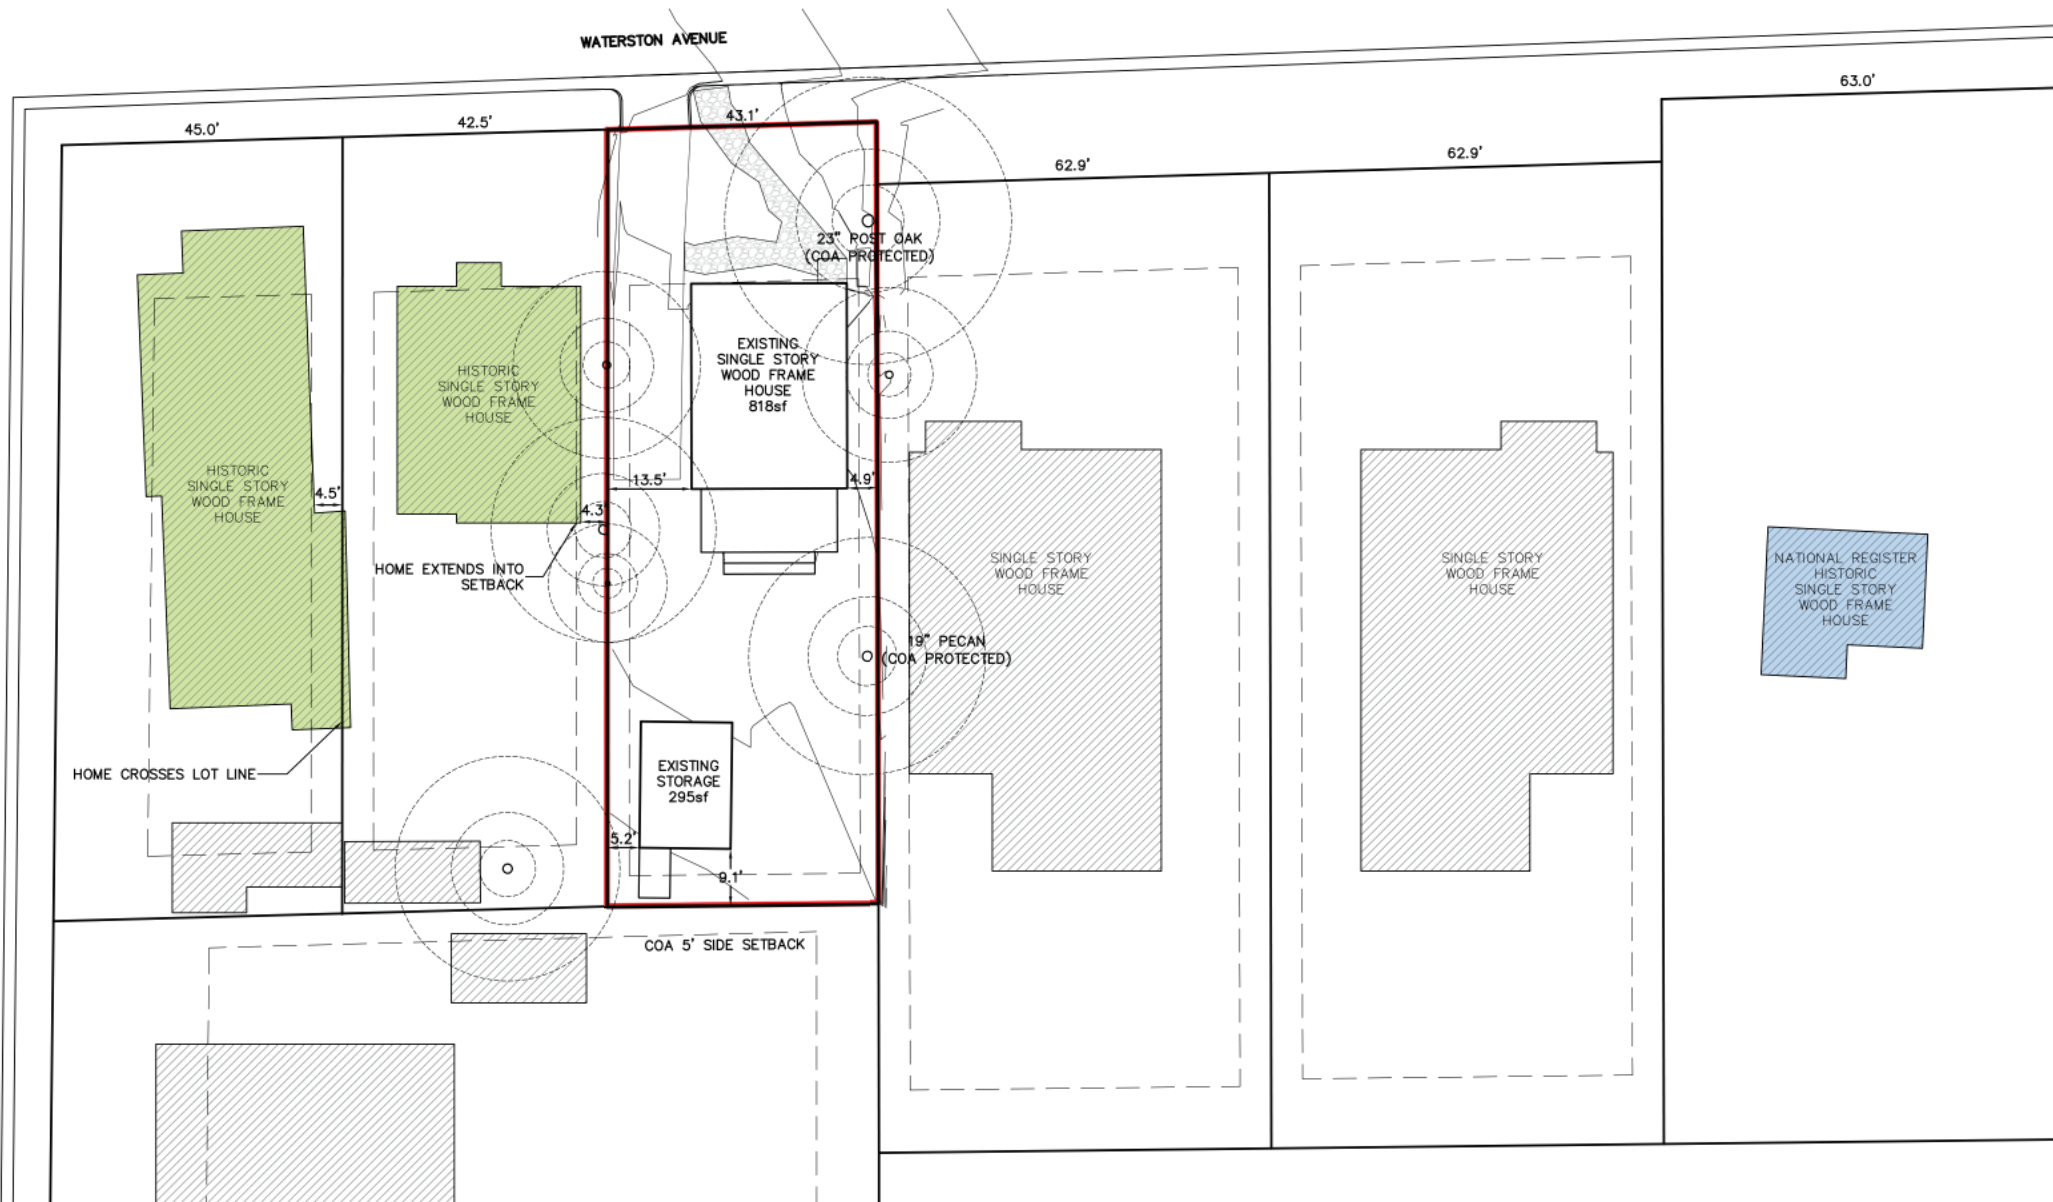 WATERSTON AVENUE
45.0'
42.5'
43.1'
62.9'
62.9'
63.0'
23" POST OAK
(COA PROTECTED)
EXISTING
SINGLE STORY
WOOD FRAME
HOUSE
818sf
HISTORIC
SINGLE STORY
WOOD FRAME
HOUSE
HISTORIC
SINGLE STORY
WOOD FRAME
HOUSE
4.5'
13.5'
4.9'
4.3'
HOME EXTENDS INTO
SETBACK
SINGLE STORY
WOOD FRAME
HOUSE
SINGLE STORY
WOOD FRAME
HOUSE
NATIONAL REGISTER
HISTORIC
SINGLE STORY
WOOD FRAME
HOUSE
19" PECAN
(COA PROTECTED)
HOME CROSSES LOT LINE
EXISTING
STORAGE
295sf
5.2'
9.1'
COA 5' SIDE SETBACK